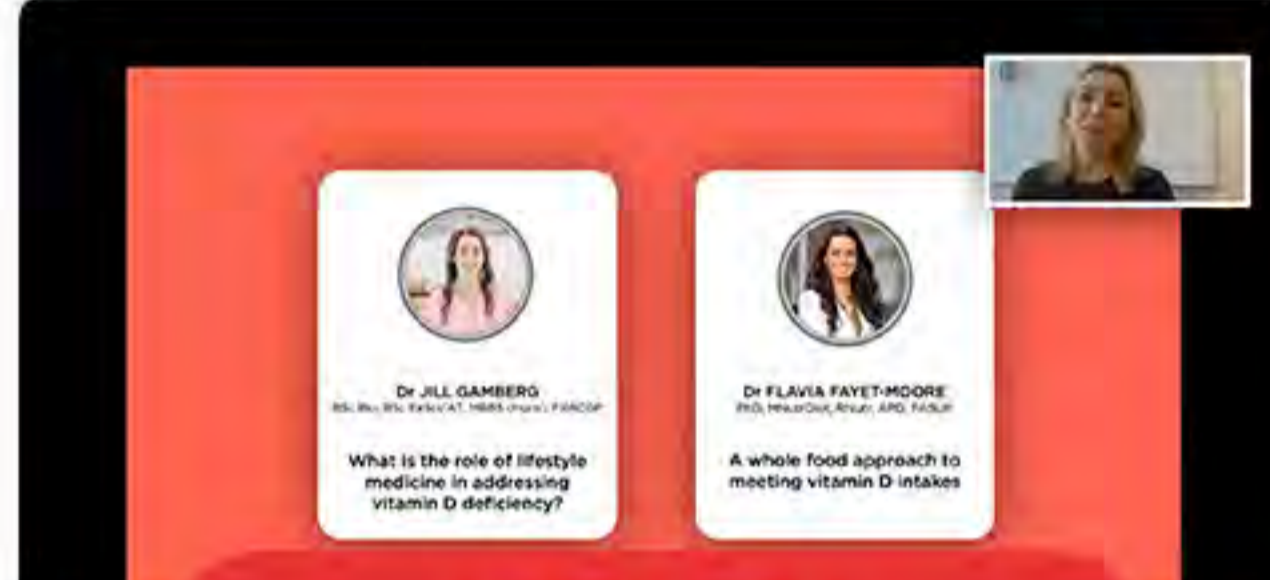 Dr JILL GAMBERG
What is the role of lifestyle
medicine in addressing
vitamin D deficiency?
Dr FLAVIA FAYET-MOORE
A whole food approach to
meeting vitamin D intakes